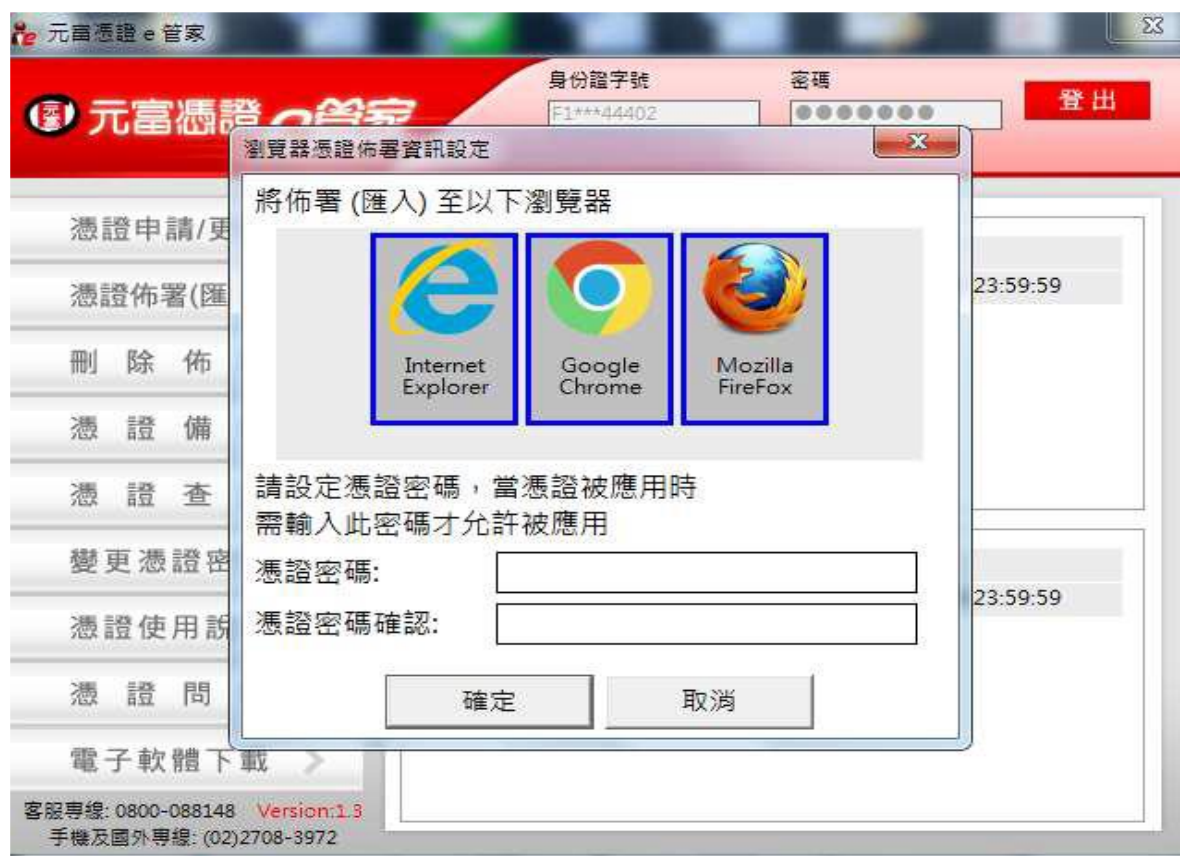 元富憑證 e 管家
身份證字號
密碼
元富憑證 e管家
F1***44402
●●●●●●●
登出
瀏覽器憑證佈署資訊設定
將佈署 (匯入) 至以下瀏覽器
Internet
Explorer
Google
Chrome
Mozilla
FireFox
請設定憑證密碼，當憑證被應用時
需輸入此密碼才允許被應用
憑證密碼:
憑證密碼確認:
確定
取消
憑證申請/更
憑證佈署(匯
刪 除 佈
憑 證 備
憑 證 查
變更憑證密
憑證使用說
憑 證 問
電子軟體下載 >
23:59:59
23:59:59
客服專線: 0800-088148 Version:1.3
手機及國外專線: (02)2708-3972